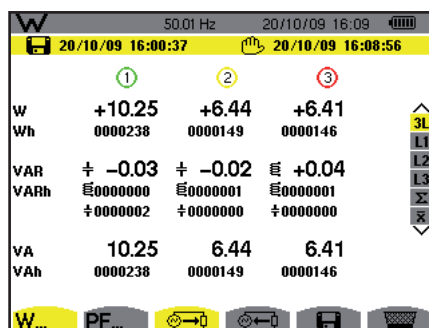 W 50.01 Hz 20/10/09 16:09
20/10/09 16:00:37 20/10/09 16:08:56
1 2 3
W +10.25 +6.44 +6.41
Wh 0000238 0000149 0000146
VAR -0.03 -0.02 +0.04
VARh 0000000 0000001 0000001
0000002 0000000 0000000
VA 10.25 6.44 6.41
VAh 0000238 0000149 0000146
3L
L1
L2
L3
Σ
x̄
W... PF...